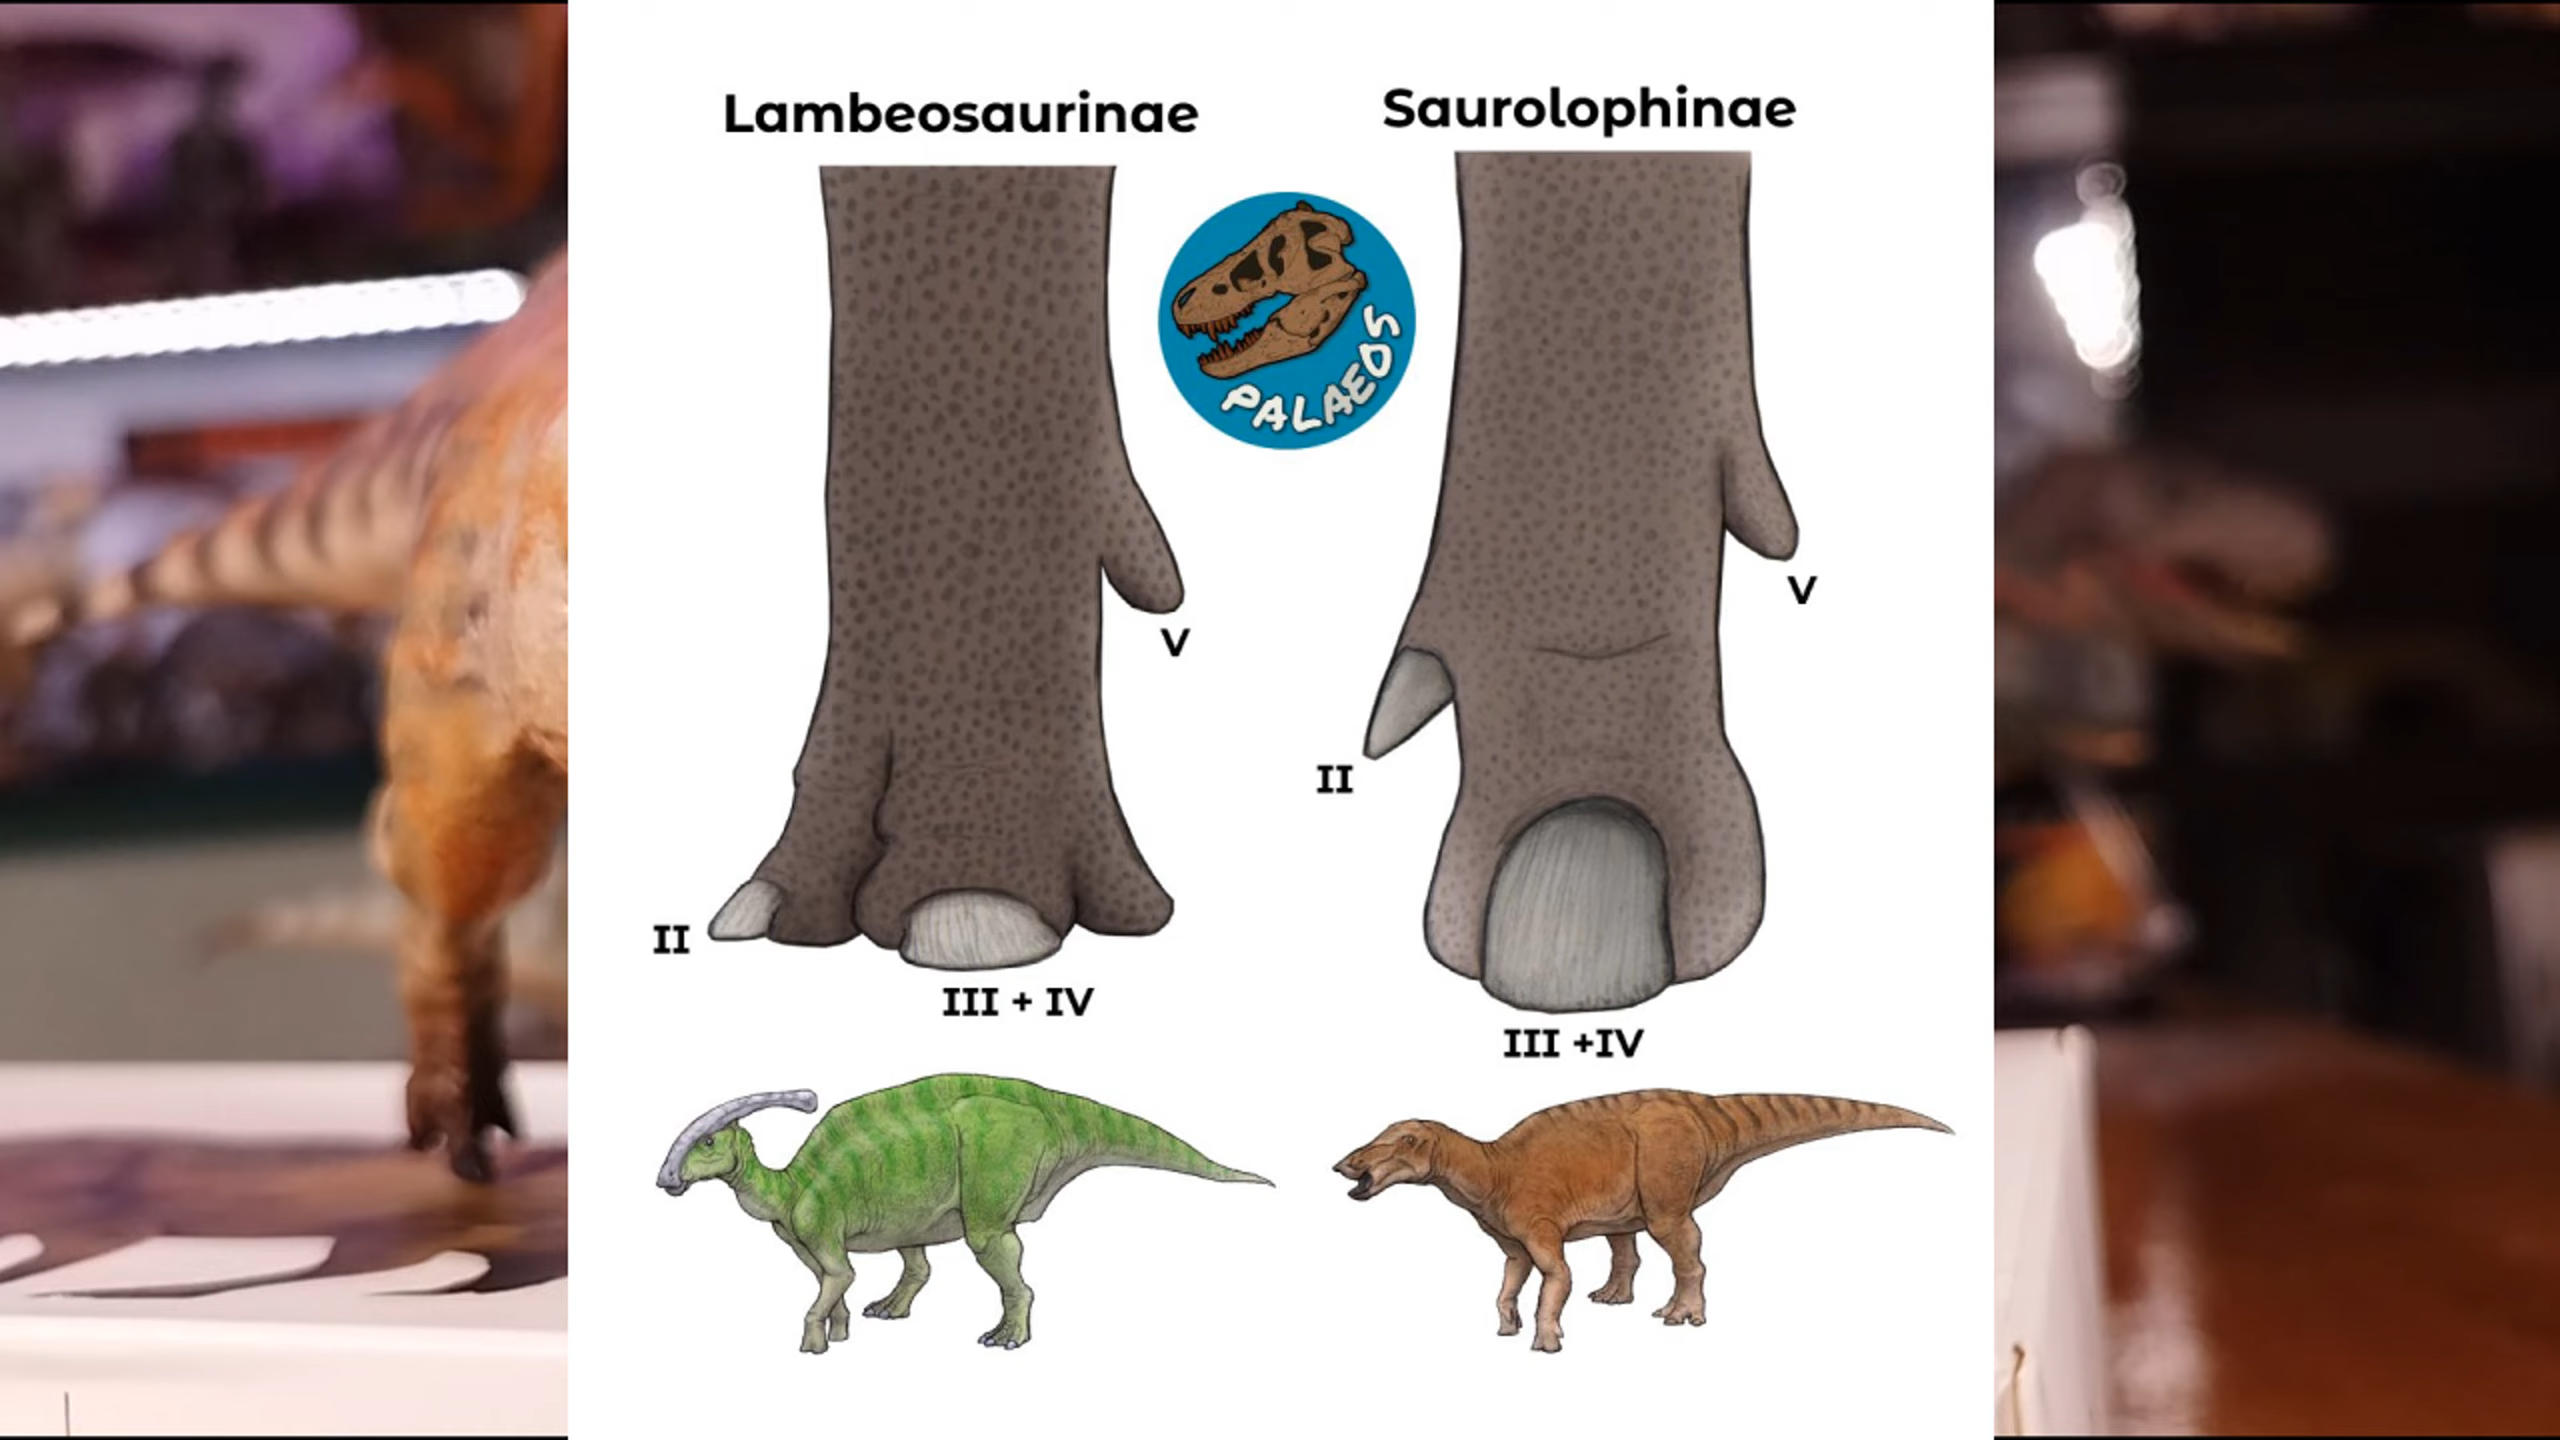 Lambeosaurinae
Saurolophinae
PALAEOS
V
V
II
II
III + IV
III +IV